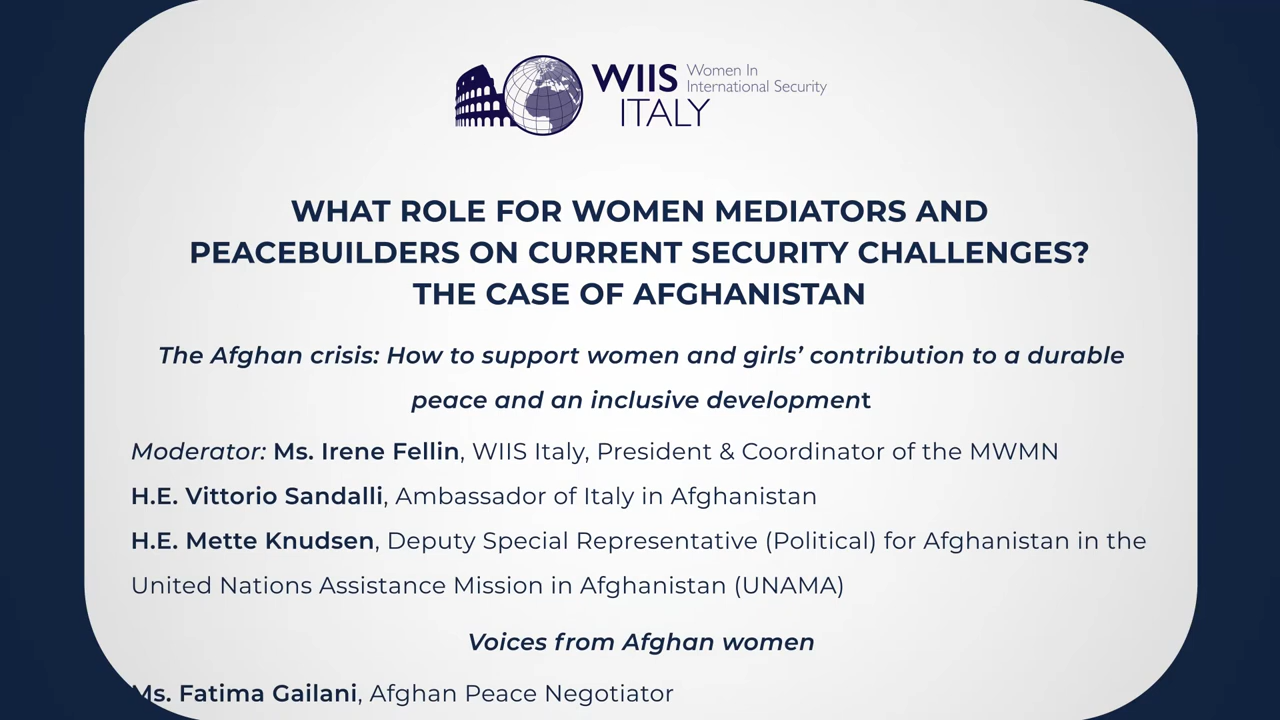 WIIS Women In
International Security
ITALY
WHAT ROLE FOR WOMEN MEDIATORS AND
PEACEBUILDERS ON CURRENT SECURITY CHALLENGES?
THE CASE OF AFGHANISTAN
The Afghan crisis: How to support women and girls’ contribution to a durable
peace and an inclusive development
Moderator: Ms. Irene Fellin, WIIS Italy, President & Coordinator of the MWMN
H.E. Vittorio Sandalli, Ambassador of Italy in Afghanistan
H.E. Mette Knudsen, Deputy Special Representative (Political) for Afghanistan in the
United Nations Assistance Mission in Afghanistan (UNAMA)
Voices from Afghan women
Ms. Fatima Gailani, Afghan Peace Negotiator